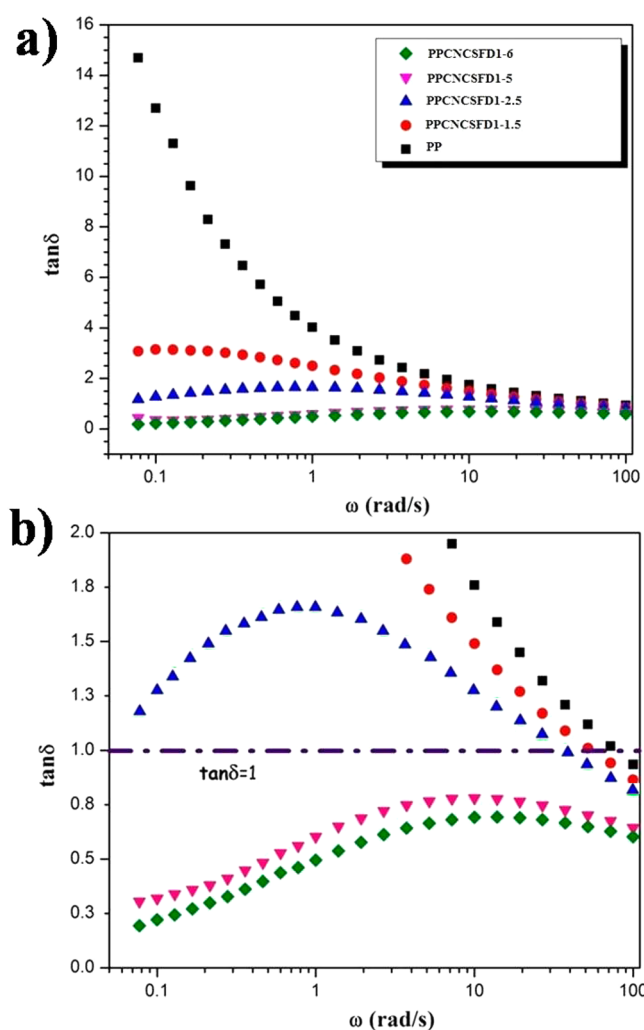 a)
16
14
12
10
8
6
4
2
0
tanδ
PPCNCSFD1-6
PPCNCSFD1-5
PPCNCSFD1-2.5
PPCNCSFD1-1.5
PP
0.1 1 10 100
ω (rad/s)
b)
2.0
1.8
1.5
1.3
1.0
0.8
0.5
0.3
0.0
tanδ
tanδ=1
0.1 1 10 100
ω (rad/s)